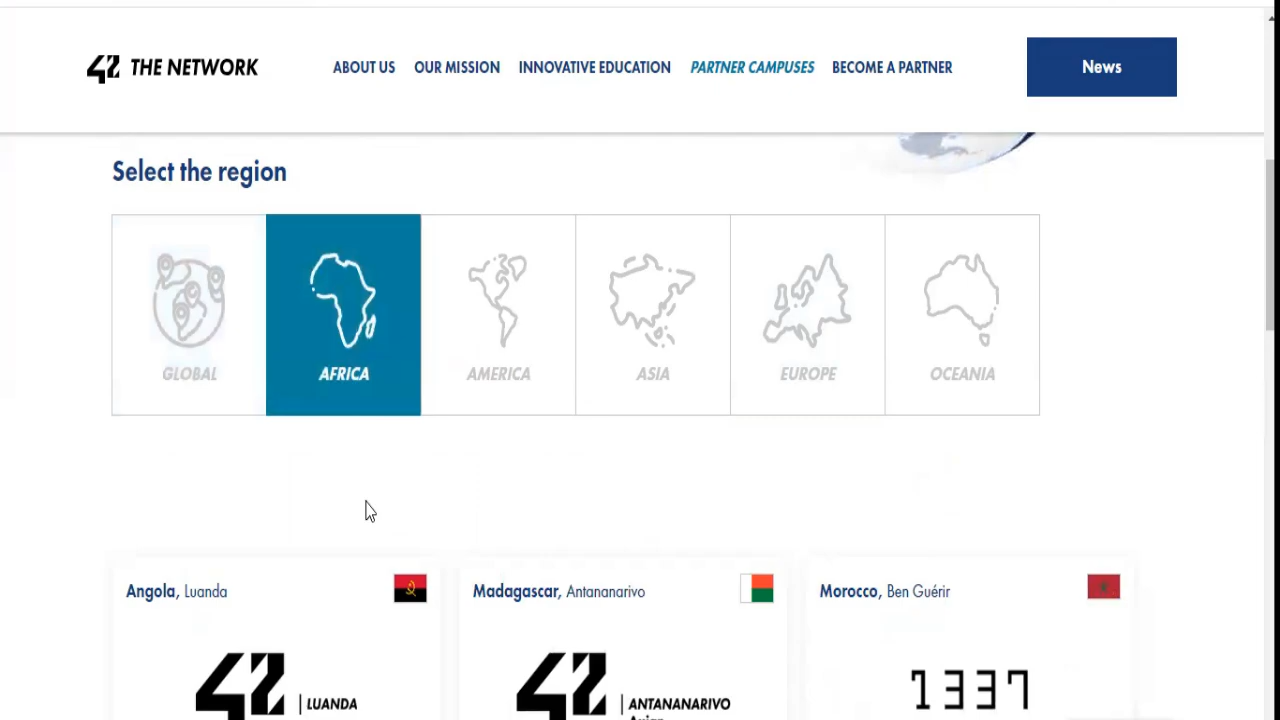 42 THE NETWORK
ABOUT US OUR MISSION INNOVATIVE EDUCATION PARTNER CAMPUSES BECOME A PARTNER
News
Select the region
GLOBAL AFRICA AMERICA ASIA EUROPE OCEANIA
Angola, Luanda
Madagascar, Antananarivo
Morocco, Ben Guérir
42 | LUANDA
42 | ANTANANARIVO
1337